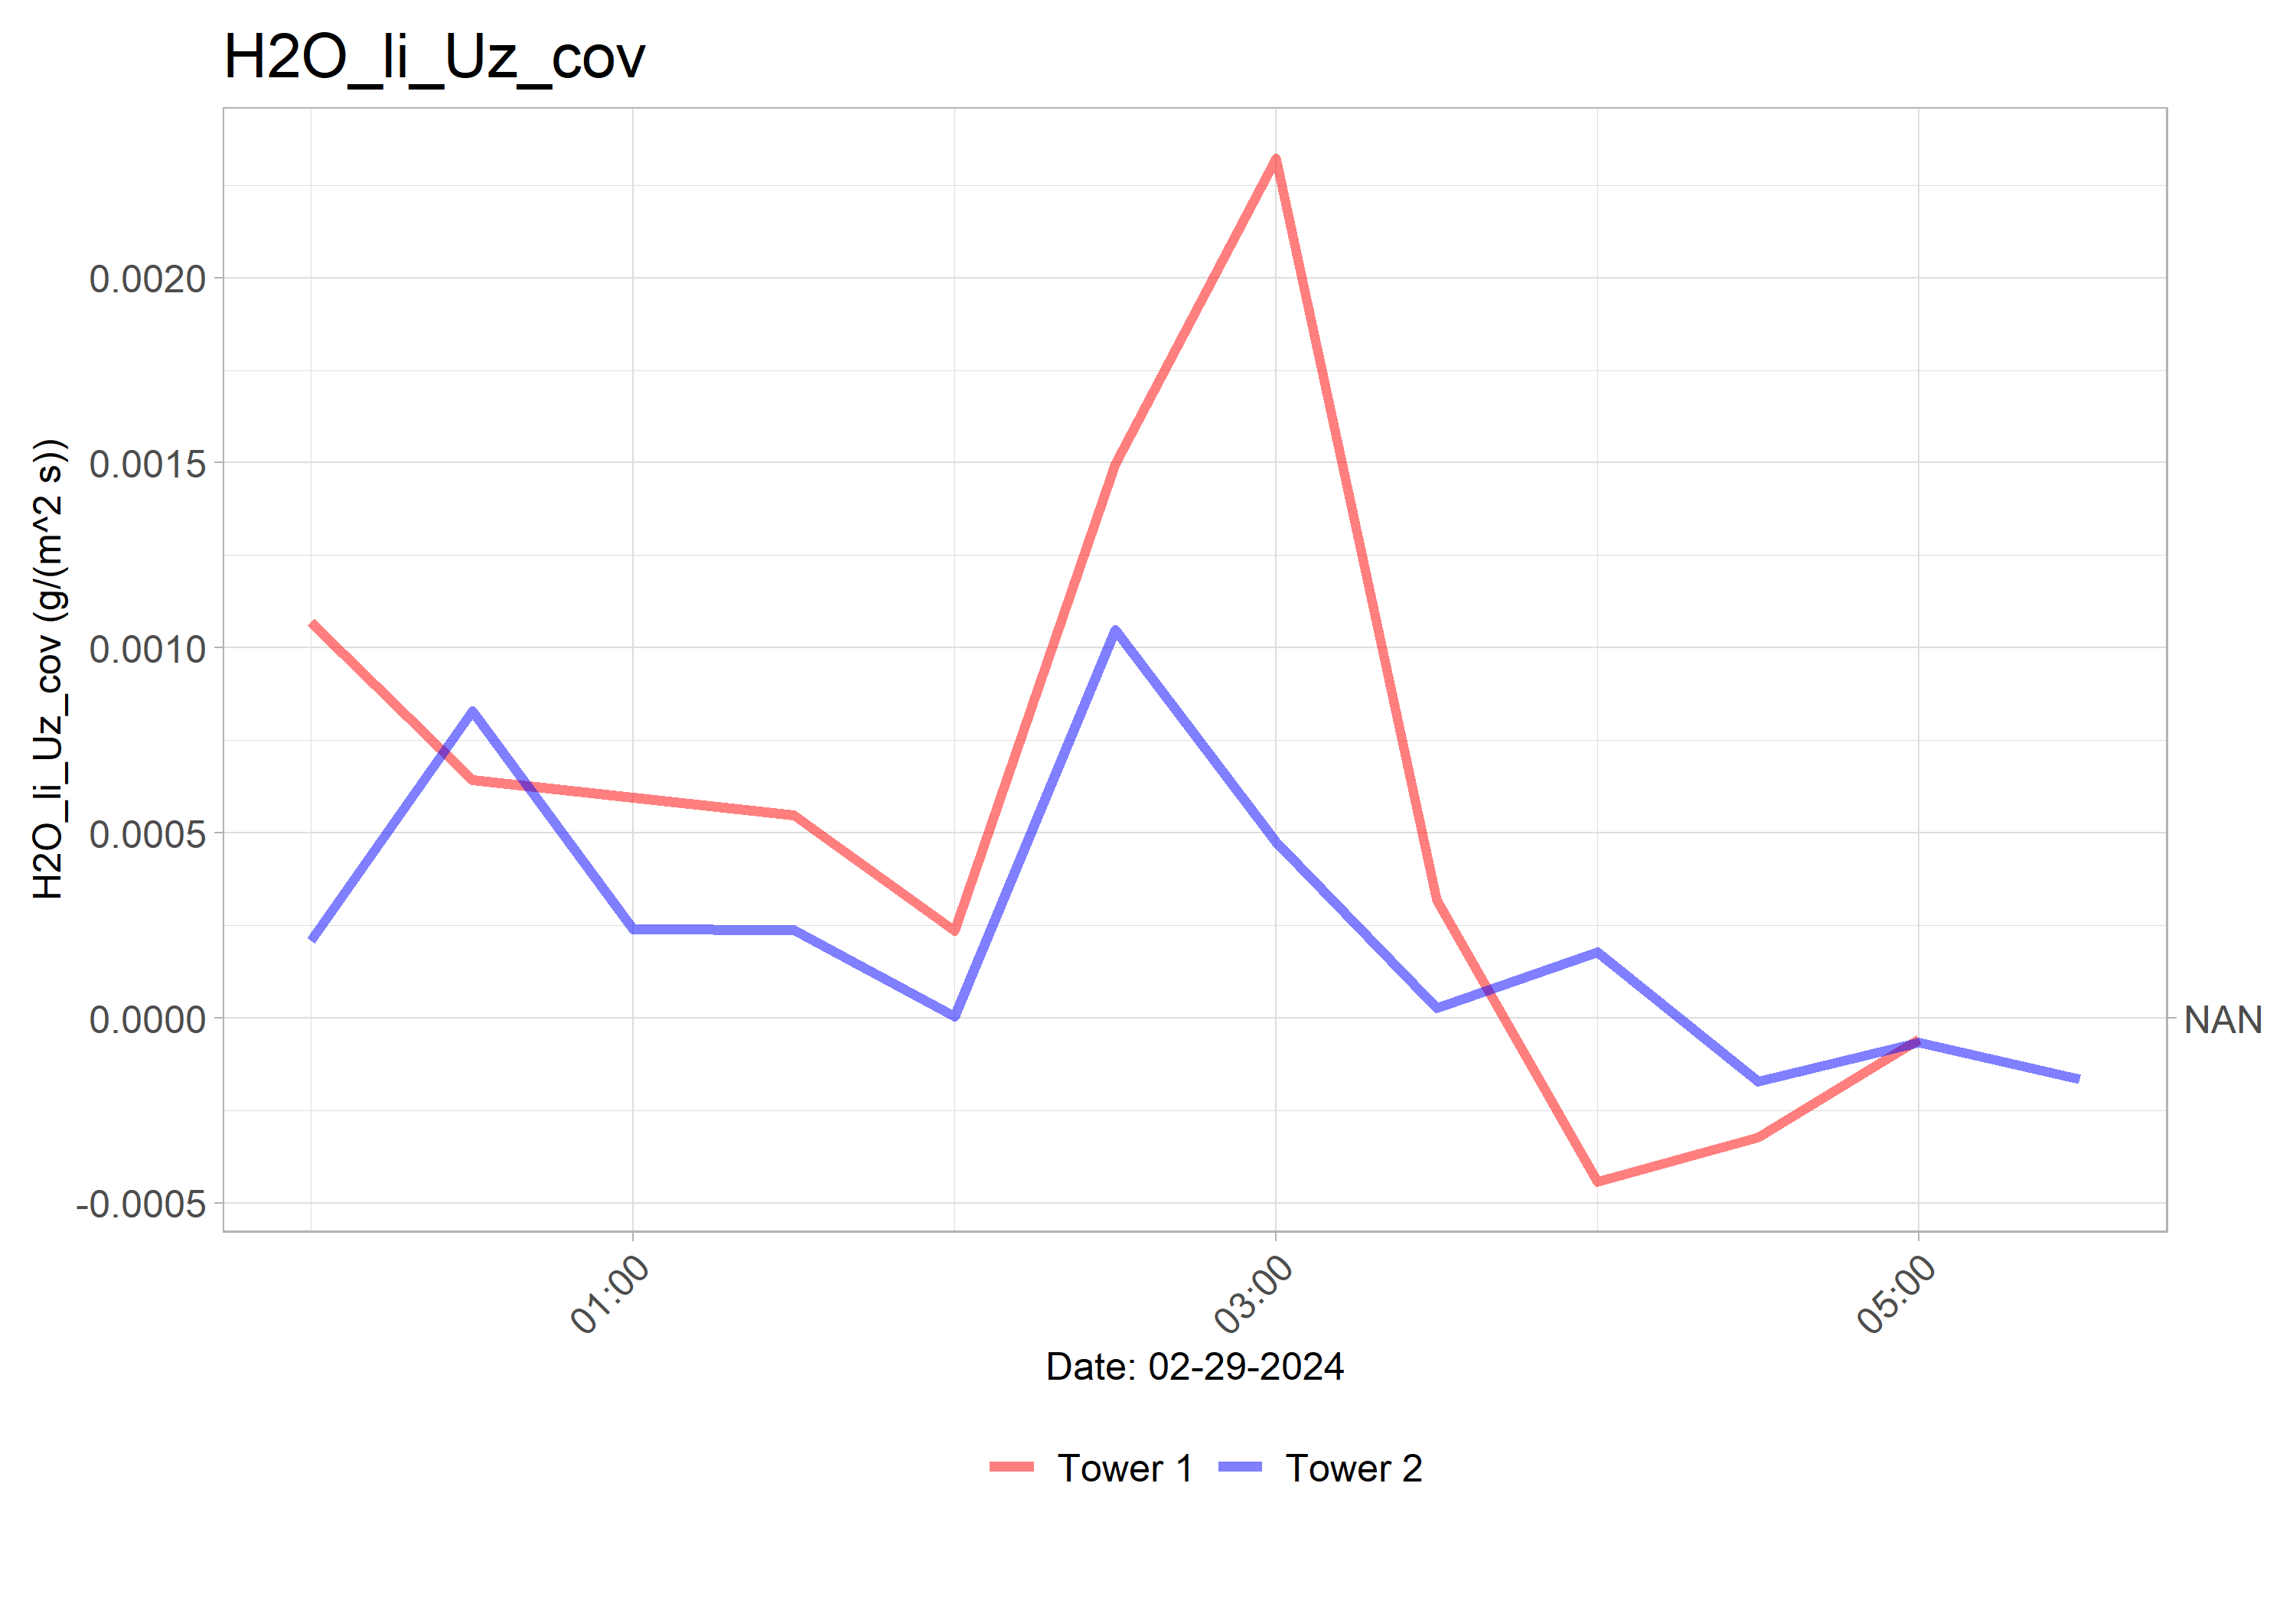 H2O_li_Uz_cov
H2O_li_Uz_cov (g/(m^2 s))
0.0020
0.0015
0.0010
0.0005
0.0000
-0.0005
NAN
01:00
03:00
05:00
Date: 02-29-2024
Tower 1
Tower 2